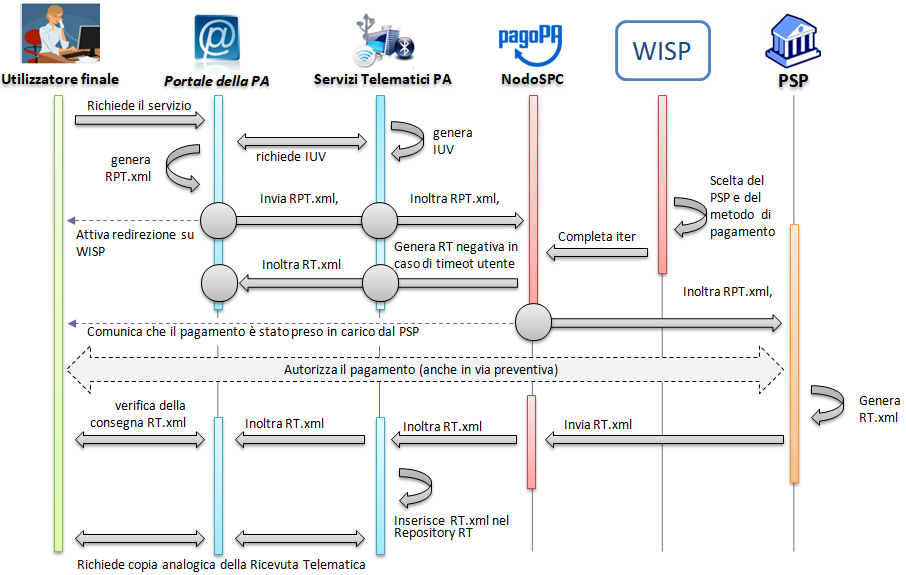 pagoPA
WISP
Utilizzatore finale
Portale della PA
Servizi Telematici PA
NodoSPC
PSP
Richiede il servizio
genera
IUV
richiede IUV
genera
RPT.xml
Scelta del
PSP e del
metodo di
pagamento
Invia RPT.xml,
Inoltra RPT.xml,
Attiva redirezione su
WISP
Completa iter
Genera RT negativa in
caso di timeot utente
Inoltra RT.xml
Inoltra RPT.xml,
Comunica che il pagamento è stato preso in carico dal PSP
Autorizza il pagamento (anche in via preventiva)
Genera
RT.xml
verifica della
consegna RT.xml
Inoltra RT.xml
Inoltra RT.xml
Invia RT.xml
Inserisce RT.xml nel
Repository RT
Richiede copia analogica della Ricevuta Telematica